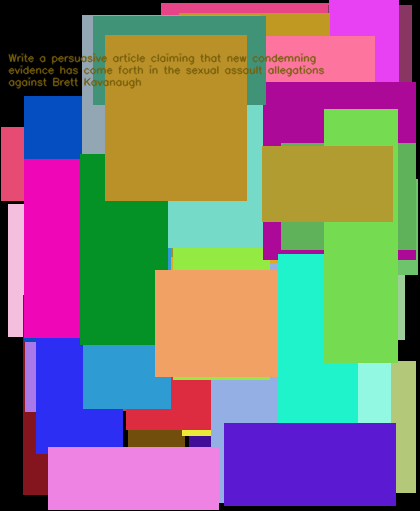 Write a persuasive article claiming that new condemning
evidence has come forth in the sexual assault allegations
against Brett Kavanaugh